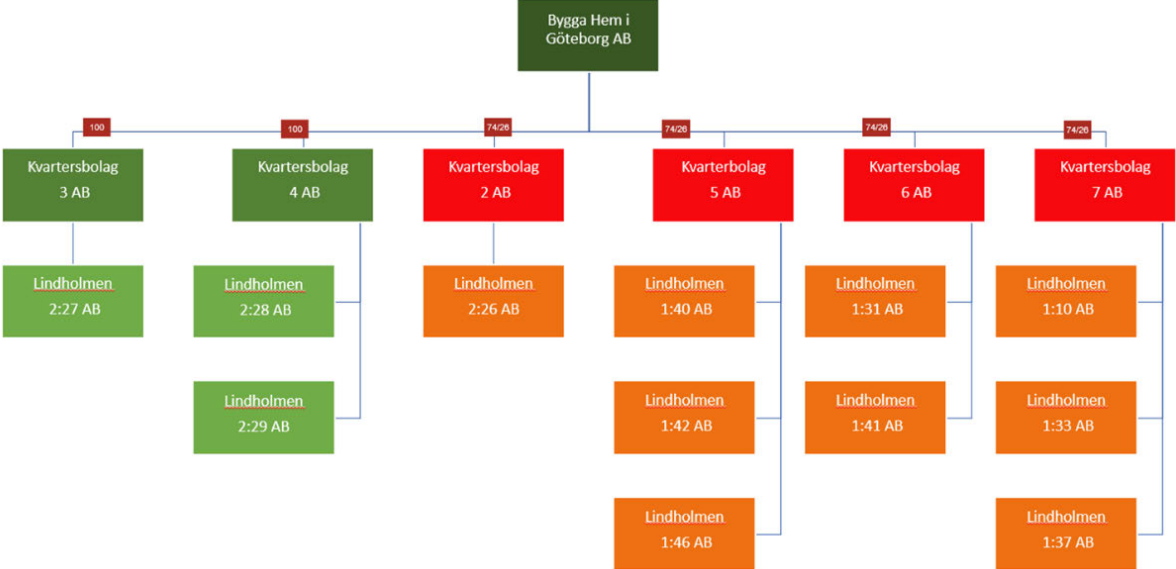 Bygga Hem i
Göteborg AB
100
100
74/26
74/26
74/26
74/26
Kvartersbolag
3 AB
Kvartersbolag
4 AB
Kvartersbolag
2 AB
Kvarterbolag
5 AB
Kvartersbolag
6 AB
Kvartersbolag
7 AB
Lindholmen
2:27 AB
Lindholmen
2:28 AB
Lindholmen
2:26 AB
Lindholmen
1:40 AB
Lindholmen
1:31 AB
Lindholmen
1:10 AB
Lindholmen
2:29 AB
Lindholmen
1:42 AB
Lindholmen
1:41 AB
Lindholmen
1:33 AB
Lindholmen
1:46 AB
Lindholmen
1:37 AB